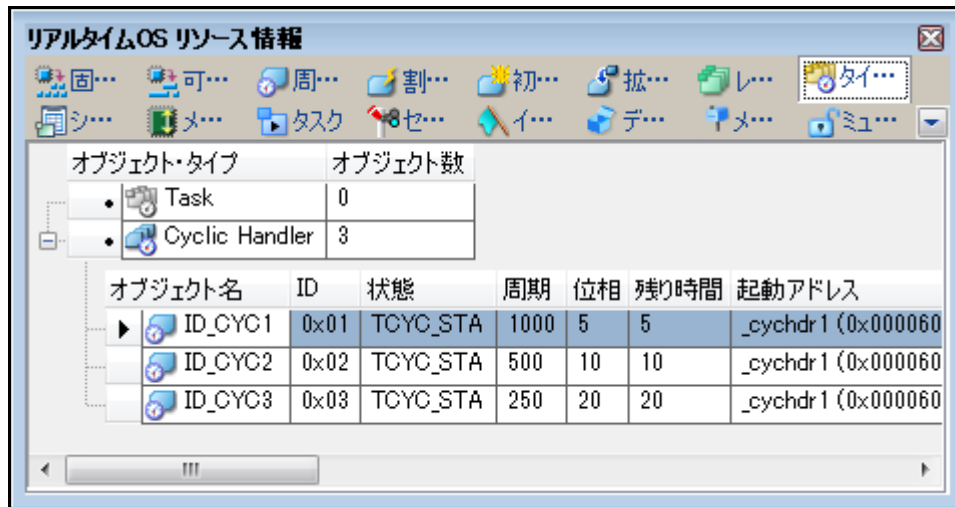 リアルタイムOS リソース情報
固… 可… 周… 割… 初… 拡… レ… タイ…
シ… メ… タスク セ… イ… デ… メ… ミュ…
オブジェクト・タイプ オブジェクト数
Task 0
Cyclic Handler 3
オブジェクト名 ID 状態 周期 位相 残り時間 起動アドレス
ID_CYC1 0x01 TCYC_STA 1000 5 5 _cychdr1 (0x000060
ID_CYC2 0x02 TCYC_STA 500 10 10 _cychdr1 (0x000060
ID_CYC3 0x03 TCYC_STA 250 20 20 _cychdr1 (0x000060